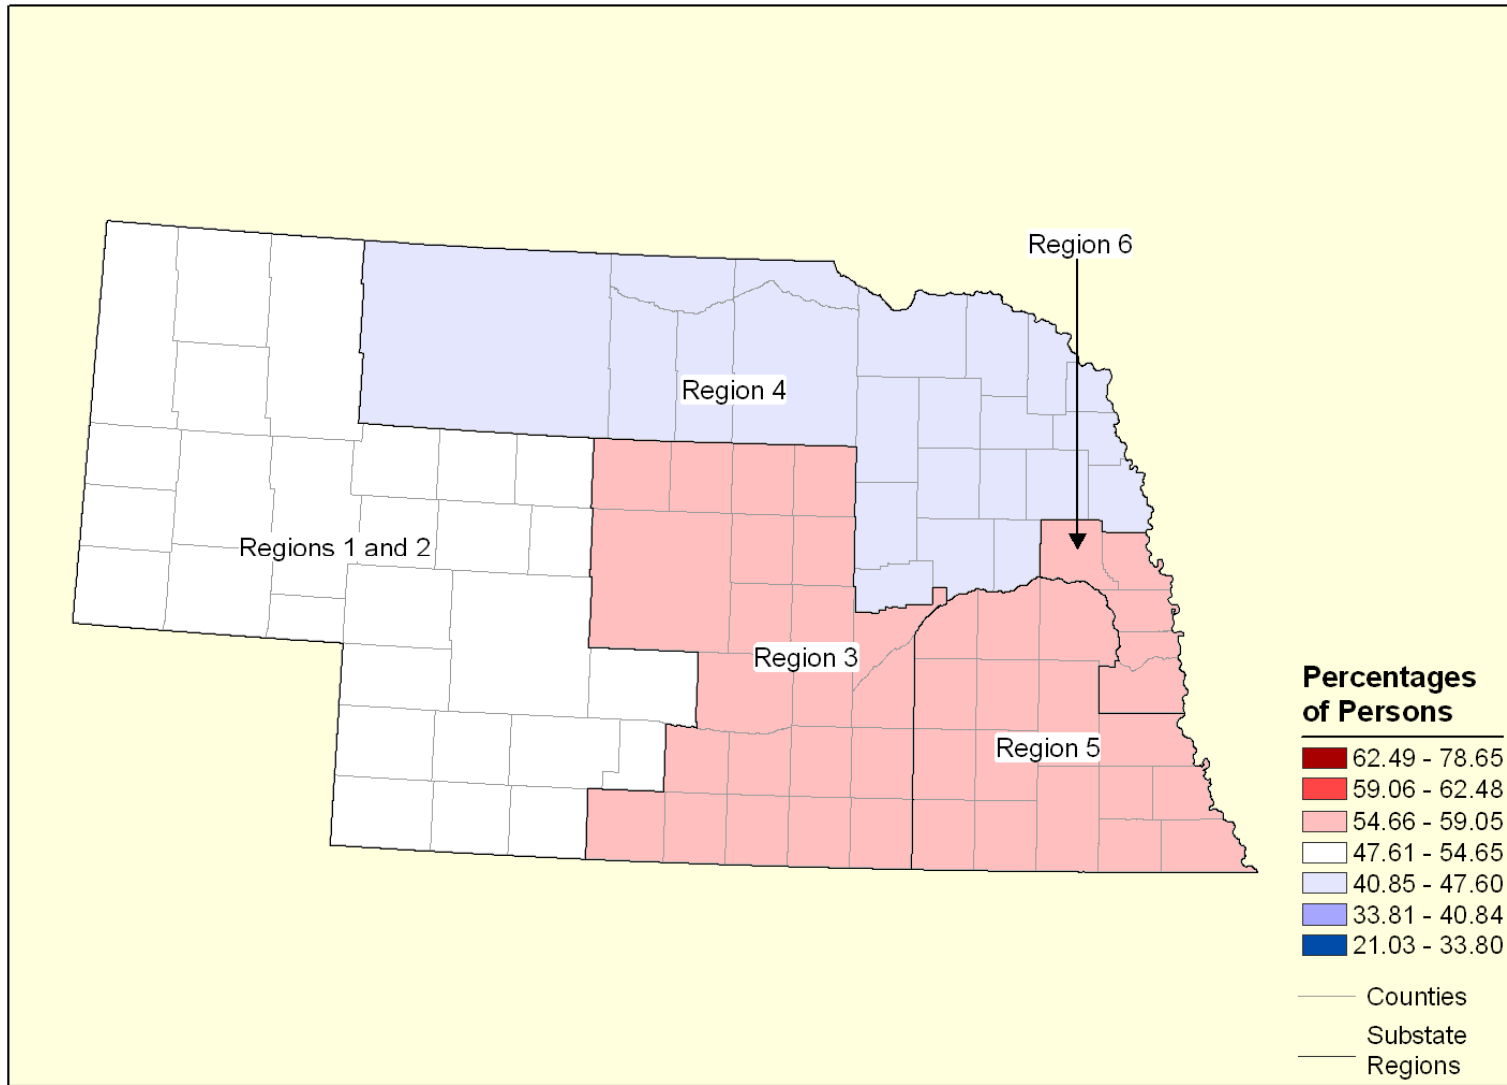 Region 6
Region 4
Regions 1 and 2
Region 3
Region 5
Percentages
of Persons
62.49 - 78.65
59.06 - 62.48
54.66 - 59.05
47.61 - 54.65
40.85 - 47.60
33.81 - 40.84
21.03 - 33.80
Counties
Substate
Regions